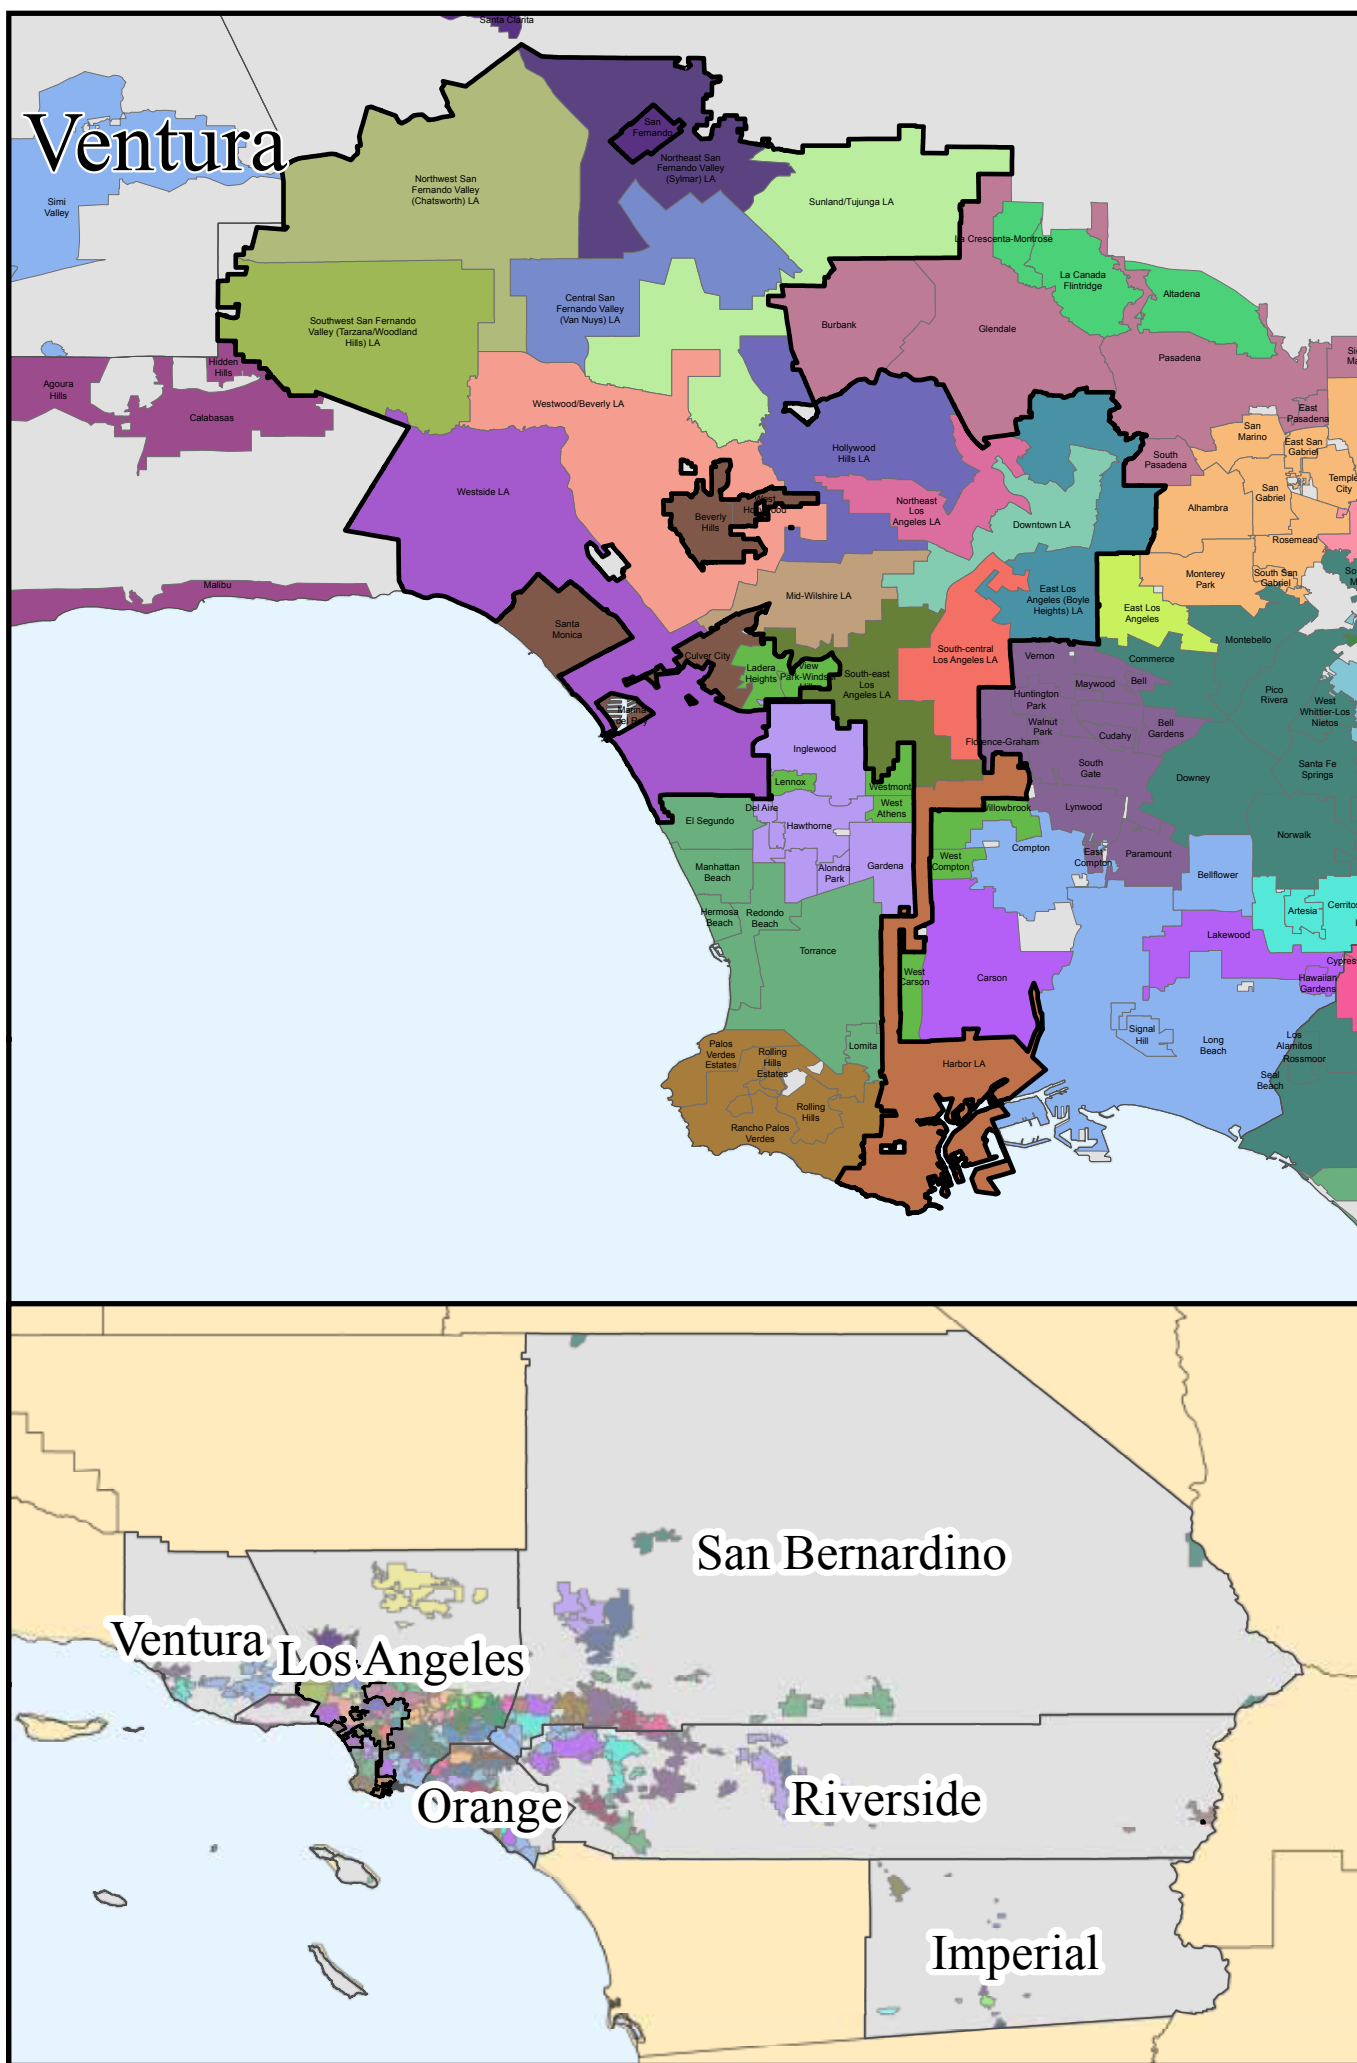 Santa Clarita
Ventura
San
Fernando
Northeast San
Fernando Valley
(Sylmar) LA
Northwest San
Fernando Valley
(Chatsworth) LA
Simi
Valley
Sunland/Tujunga LA
La Crescenta-Montrose
La Canada
Flintridge
Altadena
Central San
Fernando Valley
(Van Nuys) LA
Southwest San Fernando
Valley (Tarzana/Woodland
Hills) LA
Burbank
Glendale
Pasadena
Hidden
Hills
Agoura
Hills
Calabasas
Westwood/Beverly LA
East
Pasadena
San
Marino
East San
Gabriel
South
Pasadena
Hollywood
Hills LA
Temple
City
San
Gabriel
Westside LA
Northeast
Los
Angeles LA
Beverly
Hills
Alhambra
Downtown LA
Rosemead
Monterey
Park
South San
Gabriel
Malibu
Mid-Wilshire LA
East Los
Angeles (Boyle
Heights) LA
East Los
Angeles
Santa
Monica
Montebello
South-central
Los Angeles LA
Culver City
Vernon
Commerce
Ladera
Heights
View
Park-Windsor
South-east
Los
Angeles LA
Maywood
Bell
Huntington
Park
Pico
Rivera
West
Whittier-Los
Nietos
Marina
del Rey
Walnut
Park
Cudahy
Bell
Gardens
Florence-Graham
Inglewood
South
Gate
Santa Fe
Springs
Lennox
Westmont
Downey
Del Aire
West
Athens
Willowbrook
Lynwood
El Segundo
Hawthorne
Norwalk
Compton
West
Compton
East
Compton
Paramount
Manhattan
Beach
Alondra
Park
Gardena
Bellflower
Hermosa
Beach
Redondo
Beach
Artesia
Cerritos
Lakewood
Torrance
West
Carson
Carson
Cypress
Hawaiian
Gardens
Signal
Hill
Long
Beach
Los
Alamitos
Rossmoor
Lomita
Palos
Verdes
Estates
Rolling
Hills
Estates
Harbor LA
Seal
Beach
Rolling
Hills
Rancho Palos
Verdes
San Bernardino
Ventura
Los Angeles
Orange
Riverside
Imperial